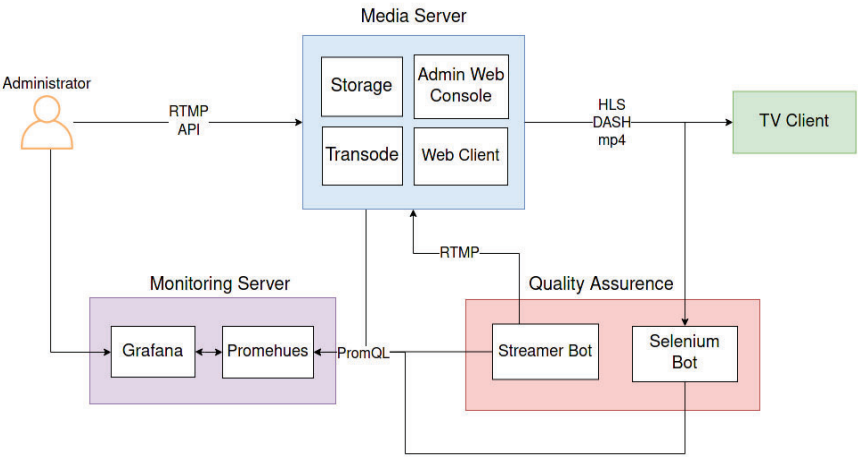 Media Server
Administrator
RTMP
API
Storage
Admin Web
Console
Transode
Web Client
HLS
DASH
mp4
TV Client
RTMP
Monitoring Server
Quality Assurence
Grafana
Promehues
PromQL
Streamer Bot
Selenium
Bot